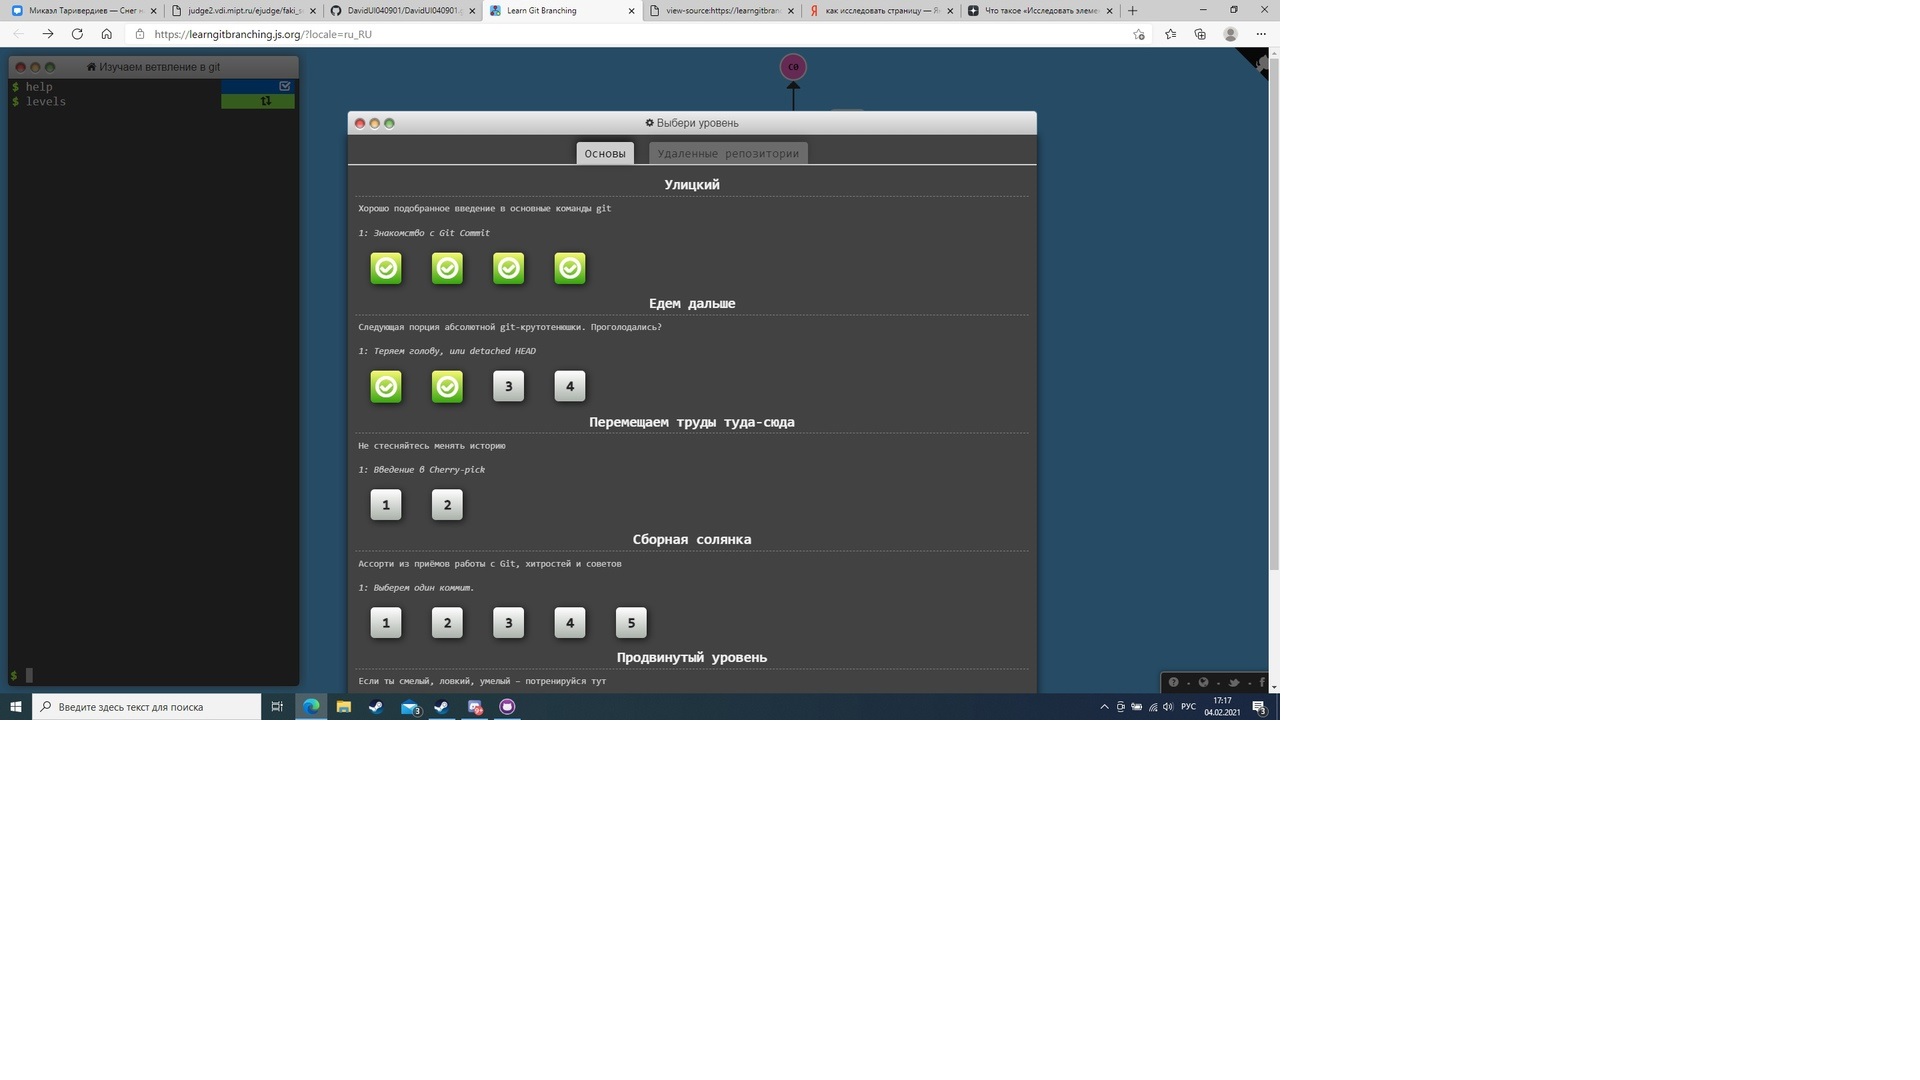 Микаэл Таривердиев — Снег н
judge2.vdi.mipt.ru/ejudge/faki_s
DavidUI040901/DavidUI040901.
Learn Git Branching
view-source:https://learngitbran
как исследовать страницу — Я
Что такое «Исследовать элеме
https://learngitbranching.js.org/?locale=ru_RU
Изучаем ветвление в git
$ help
$ levels
$
C0
Выбери уровень
Основы
Удаленные репозитории
Улицкий
Хорошо подобранное введение в основные команды git
1: Знакомство с Git Commit
Едем дальше
Следующая порция абсолютной git-крутотенюшки. Проголодались?
1: Теряем голову, или detached HEAD
3 4
Перемещаем труды туда-сюда
Не стесняйтесь менять историю
1: Введение в Cherry-pick
1 2
Сборная солянка
Ассорти из приёмов работы с Git, хитростей и советов
1: Выберем один коммит.
1 2 3 4 5
Продвинутый уровень
Если ты смелый, ловкий, умелый – потренируйся тут
Введите здесь текст для поиска
3
РУС
17:17
04.02.2021
3